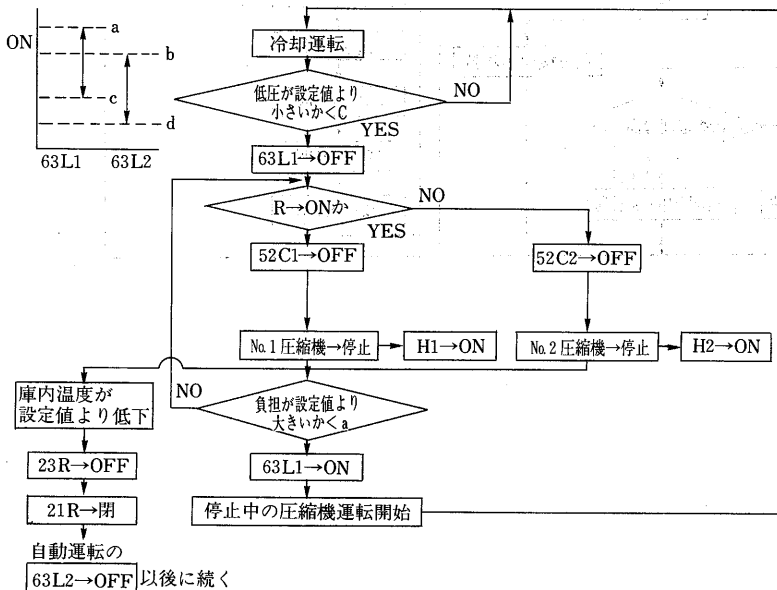 ON
a
b
c
d
63L1
63L2
冷却運転
低圧が設定値より
小さいか<C
NO
YES
63L1→OFF
R→ONか
NO
YES
52C1→OFF
52C2→OFF
No.1圧縮機→停止
H1→ON
No.2圧縮機→停止
H2→ON
庫内温度が
設定値より低下
NO
負担が設定値より
大きいか<a
23R→OFF
63L1→ON
21R→閉
停止中の圧縮機運転開始
自動運転の
63L2→OFF以後に続く